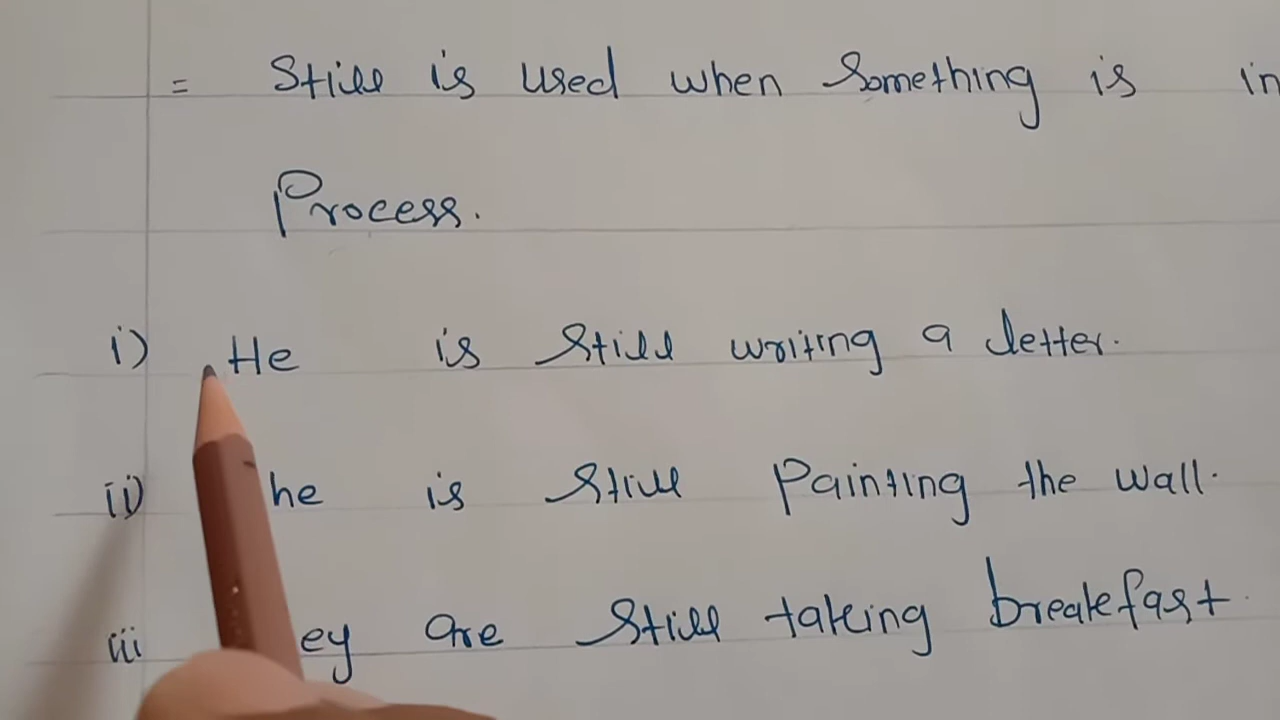 = Still is used when something is in
Process.
i) He is still writing a letter.
ii) he is still Painting the wall.
iii ey are still taking breakfast